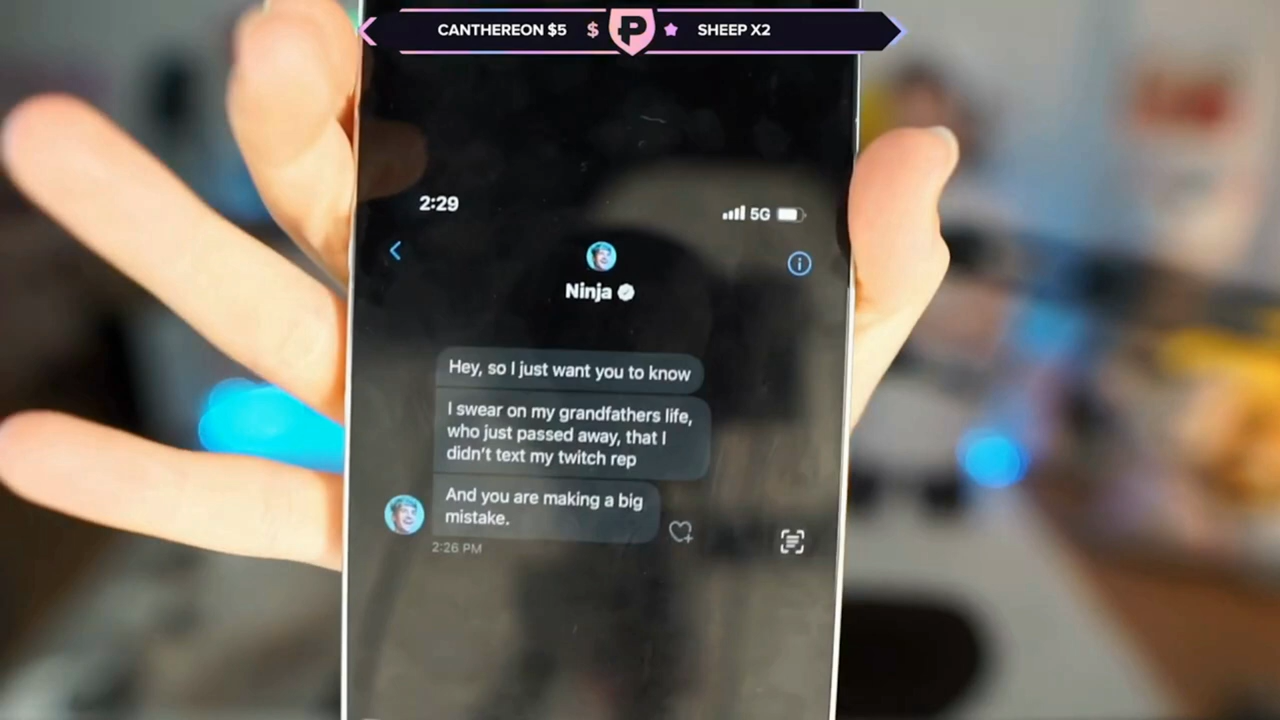 CANTHEREON $5 $ P SHEEP X2
2:29
5G
Ninja
Hey, so I just want you to know
I swear on my grandfathers life,
who just passed away, that I
didn't text my twitch rep
And you are making a big
mistake.
2:26 PM